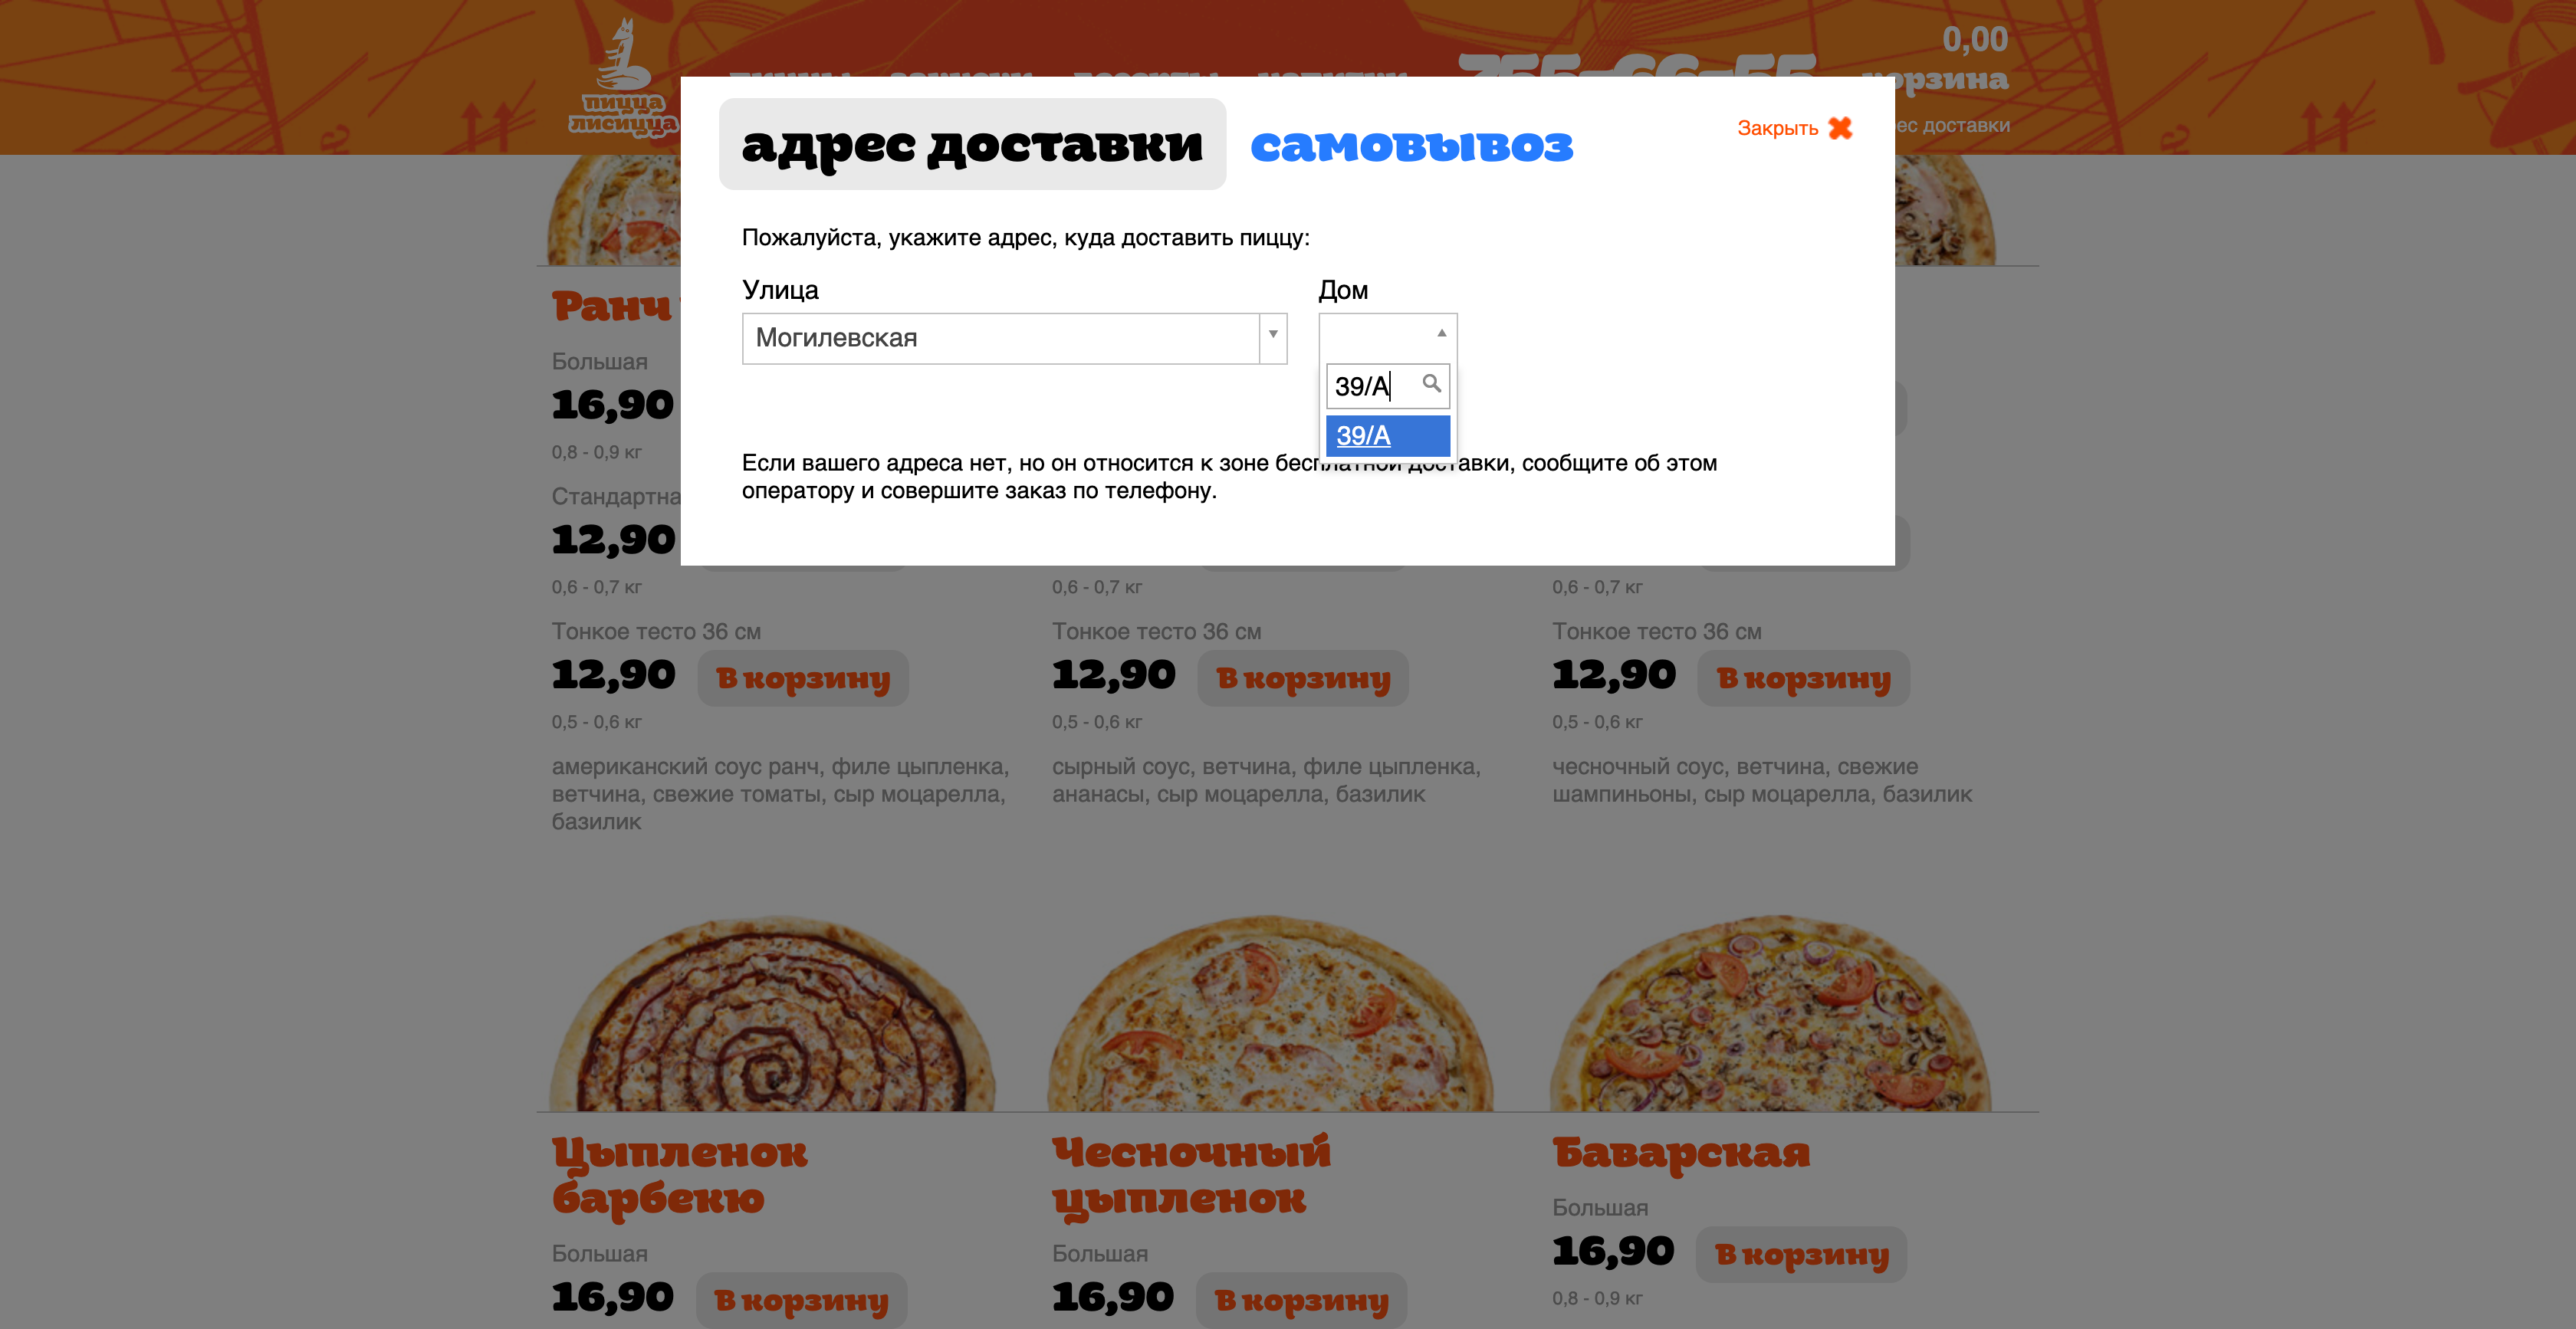 0,00
пицца
лисицца
корзина
адрес доставки
самовывоз
Закрыть
ес доставки
Пожалуйста, укажите адрес, куда доставить пиццу:
Улица
Дом
Ранч
Могилевская
Большая
39/А
16,90
39/А
0,8 - 0,9 кг
Если вашего адреса нет, но он относится к зоне бесплатной доставки, сообщите об этом
оператору и совершите заказ по телефону.
Стандартна
12,90
0,6 - 0,7 кг
0,6 - 0,7 кг
0,6 - 0,7 кг
Тонкое тесто 36 см
Тонкое тесто 36 см
Тонкое тесто 36 см
12,90 В корзину
12,90 В корзину
12,90 В корзину
0,5 - 0,6 кг
0,5 - 0,6 кг
0,5 - 0,6 кг
американский соус ранч, филе цыпленка,
ветчина, свежие томаты, сыр моцарелла,
базилик
сырный соус, ветчина, филе цыпленка,
ананасы, сыр моцарелла, базилик
чесночный соус, ветчина, свежие
шампиньоны, сыр моцарелла, базилик
Цыпленок
барбекю
Большая
16,90 В корзину
Чесночный
цыпленок
Большая
16,90 В корзину
Баварская
Большая
16,90 В корзину
0,8 - 0,9 кг